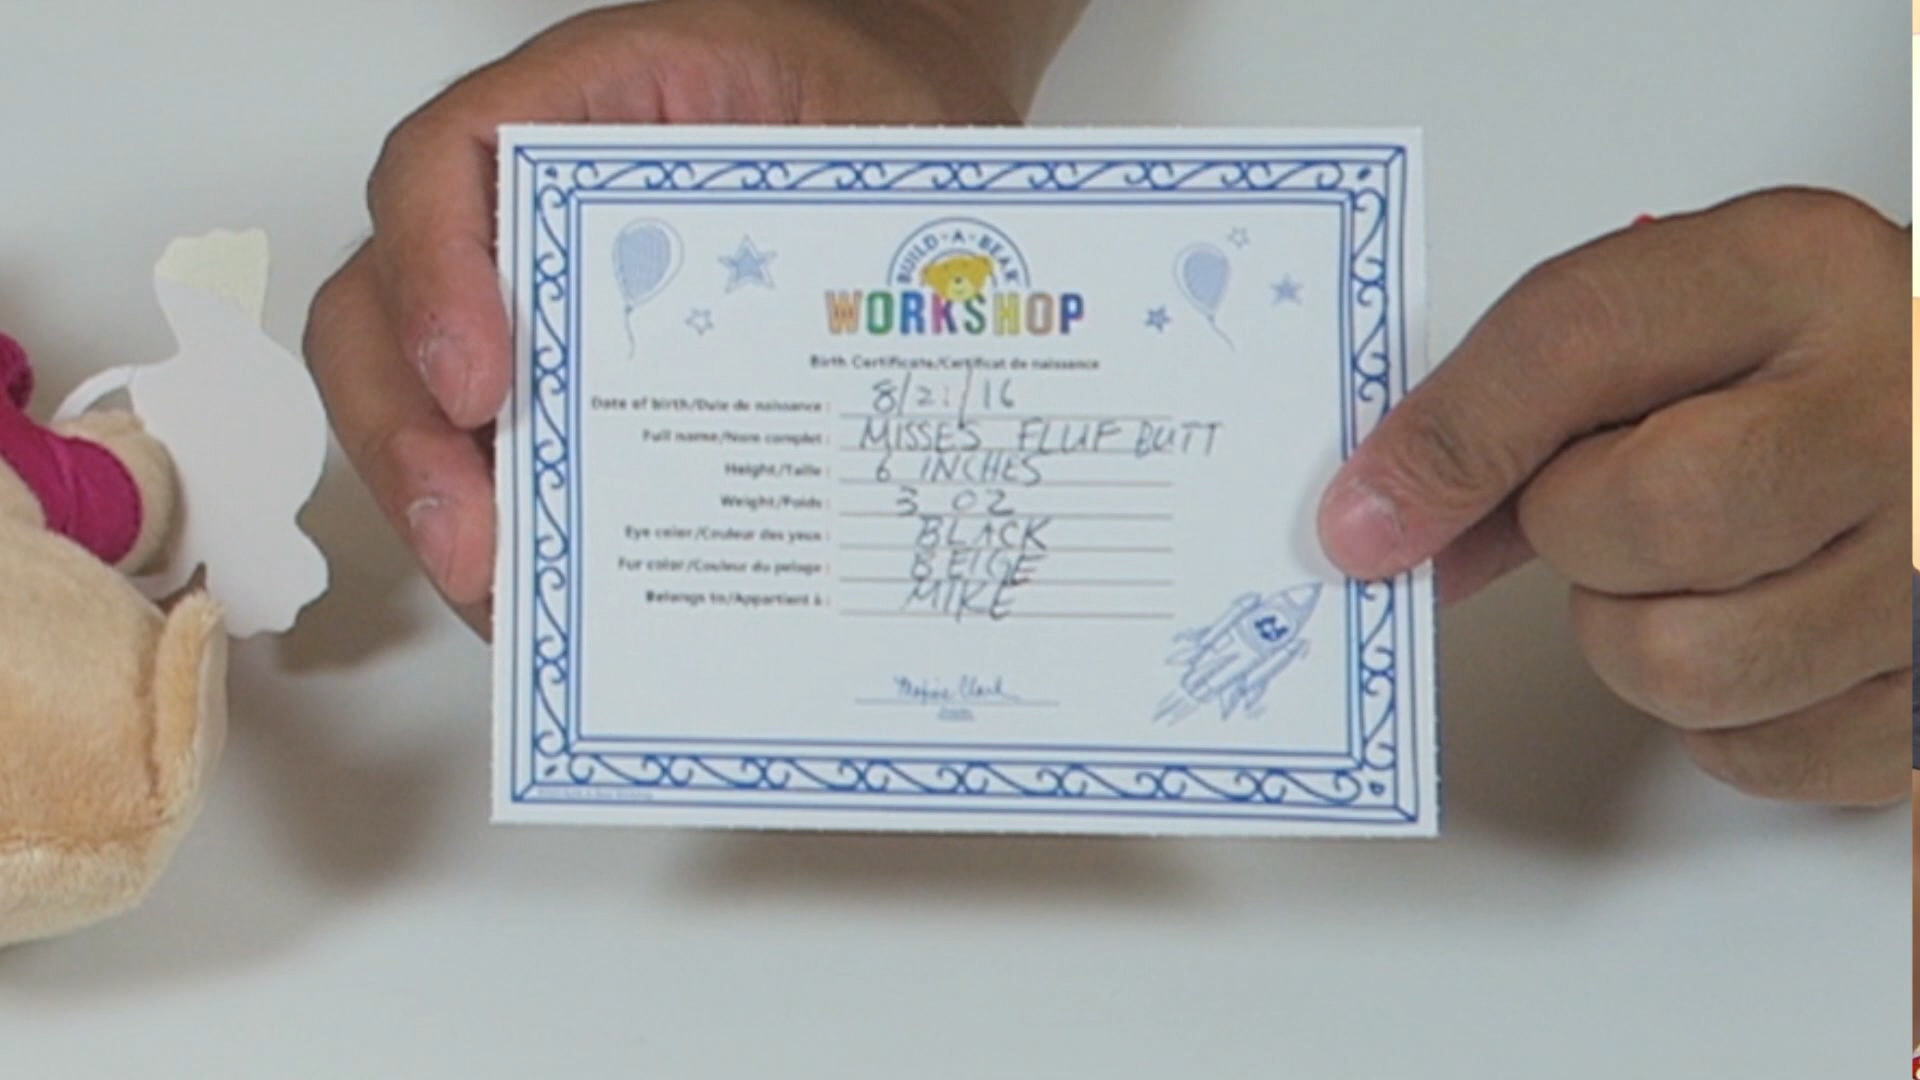 BUILD-A-BEAR
WORKSHOP
Birth Certificate/Certificat de naissance
Date of birth/Date de naissance : 8/21/16
Full name/Nom complet : MISSES FLUF BUTT
Height/Taille : 6 INCHES
Weight/Poids : 3 OZ
Eye color/Couleur des yeux : BLACK
Fur color/Couleur du pelage : BEIGE
Belongs to/Appartient à : MIKE
Maxine Clark